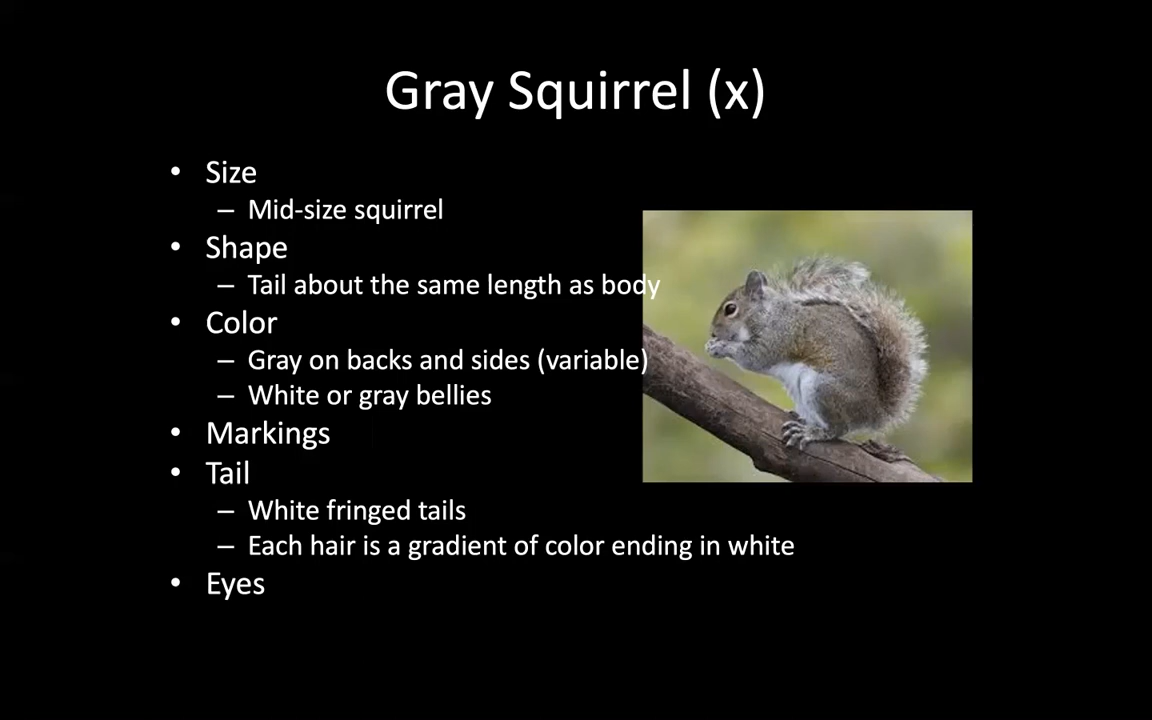 Gray Squirrel (x)
• Size
– Mid-size squirrel
• Shape
– Tail about the same length as body
• Color
– Gray on backs and sides (variable)
– White or gray bellies
• Markings
• Tail
– White fringed tails
– Each hair is a gradient of color ending in white
• Eyes